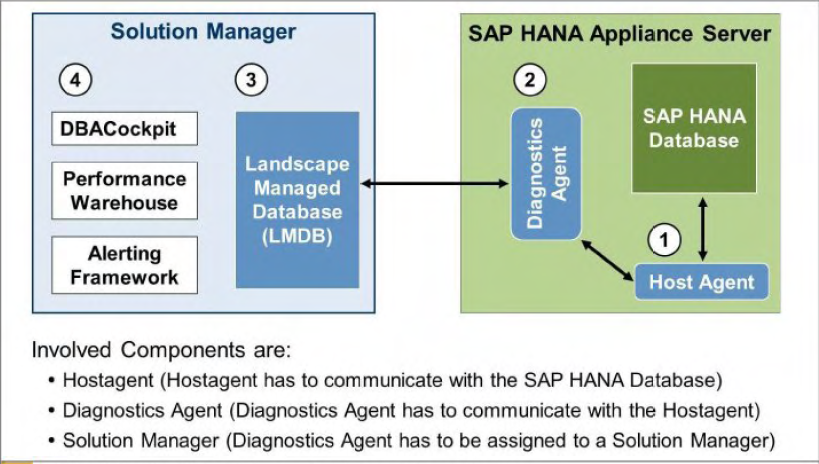 Solution Manager
4
3
DBACockpit
Performance
Warehouse
Alerting
Framework
Landscape
Managed
Database
(LMDB)
SAP HANA Appliance Server
2
Diagnostics
Agent
SAP HANA
Database
1
Host Agent
Involved Components are:
• Hostagent (Hostagent has to communicate with the SAP HANA Database)
• Diagnostics Agent (Diagnostics Agent has to communicate with the Hostagent)
• Solution Manager (Diagnostics Agent has to be assigned to a Solution Manager)